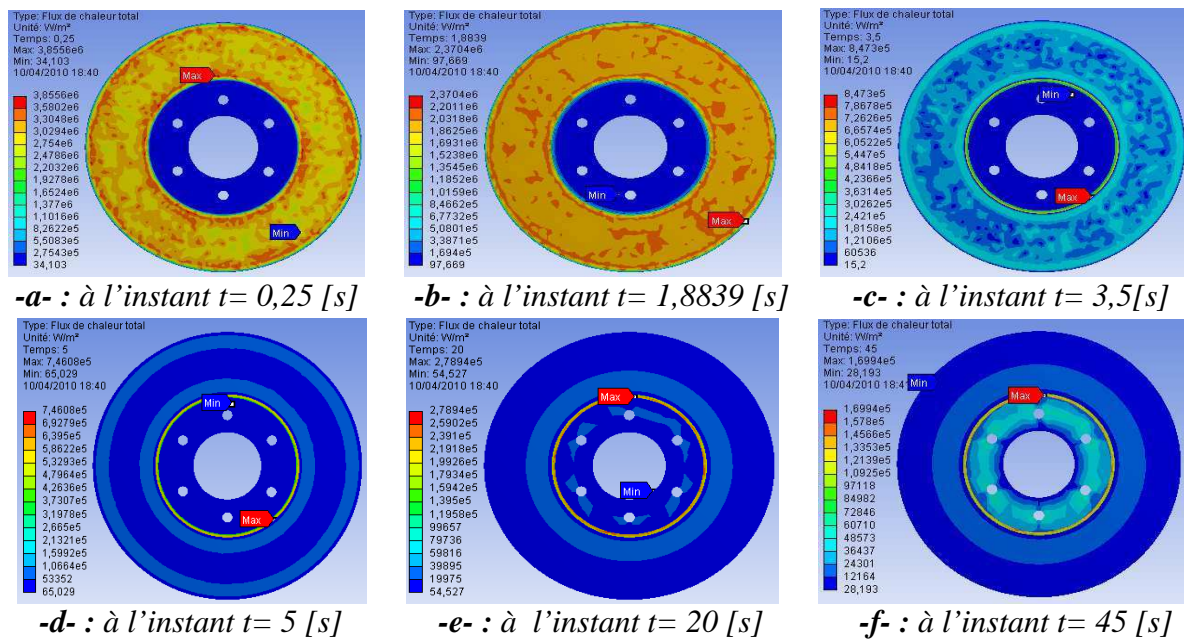 Type: Flux de chaleur total
Unité: W/m²
Temps: 0,25
Max: 3,8556e6
Min: 34,103
10/04/2010 18:40
3,8556e6
3,5802e6
3,3048e6
3,0294e6
2,754e6
2,4786e6
2,2032e6
1,9278e6
1,6524e6
1,377e6
1,1016e6
8,2622e5
5,5083e5
2,7543e5
34,103
Max
Min
-a- : à l’instant t= 0,25 [s]
Type: Flux de chaleur total
Unité: W/m²
Temps: 1,8839
Max: 2,3704e6
Min: 97,669
10/04/2010 18:40
2,3704e6
2,2011e6
2,0318e6
1,8625e6
1,6931e6
1,5238e6
1,3545e6
1,1852e6
1,0159e6
8,4662e5
6,7732e5
5,0801e5
3,3871e5
1,694e5
97,669
Min
Max
-b- : à l’instant t= 1,8839 [s]
Type: Flux de chaleur total
Unité: W/m²
Temps: 3,5
Max: 8,473e5
Min: 15,2
10/04/2010 18:40
8,473e5
7,8678e5
7,2626e5
6,6574e5
6,0522e5
5,447e5
4,8418e5
4,2366e5
3,6314e5
3,0262e5
2,421e5
1,8158e5
1,2106e5
60536
15,2
Min
Max
-c- : à l’instant t= 3,5[s]
Type: Flux de chaleur total
Unité: W/m²
Temps: 5
Max: 7,4608e5
Min: 65,029
10/04/2010 18:40
7,4608e5
6,9279e5
6,395e5
5,8622e5
5,3293e5
4,7964e5
4,2636e5
3,7307e5
3,1978e5
2,665e5
2,1321e5
1,5992e5
1,0664e5
53352
65,029
Min
Max
-d- : à l’instant t= 5 [s]
Type: Flux de chaleur total
Unité: W/m²
Temps: 20
Max: 2,7894e5
Min: 54,527
10/04/2010 18:40
2,7894e5
2,5902e5
2,391e5
2,1918e5
1,9926e5
1,7934e5
1,5942e5
1,395e5
1,1958e5
99657
79736
59816
39895
19975
54,527
Max
Min
-e- : à l’instant t= 20 [s]
Type: Flux de chaleur total
Unité: W/m²
Temps: 45
Max: 1,6994e5
Min: 28,193
10/04/2010 18:41
1,6994e5
1,578e5
1,4566e5
1,3353e5
1,2139e5
1,0925e5
97118
84982
72846
60710
48573
36437
24301
12164
28,193
Min
Max
-f- : à l’instant t= 45 [s]